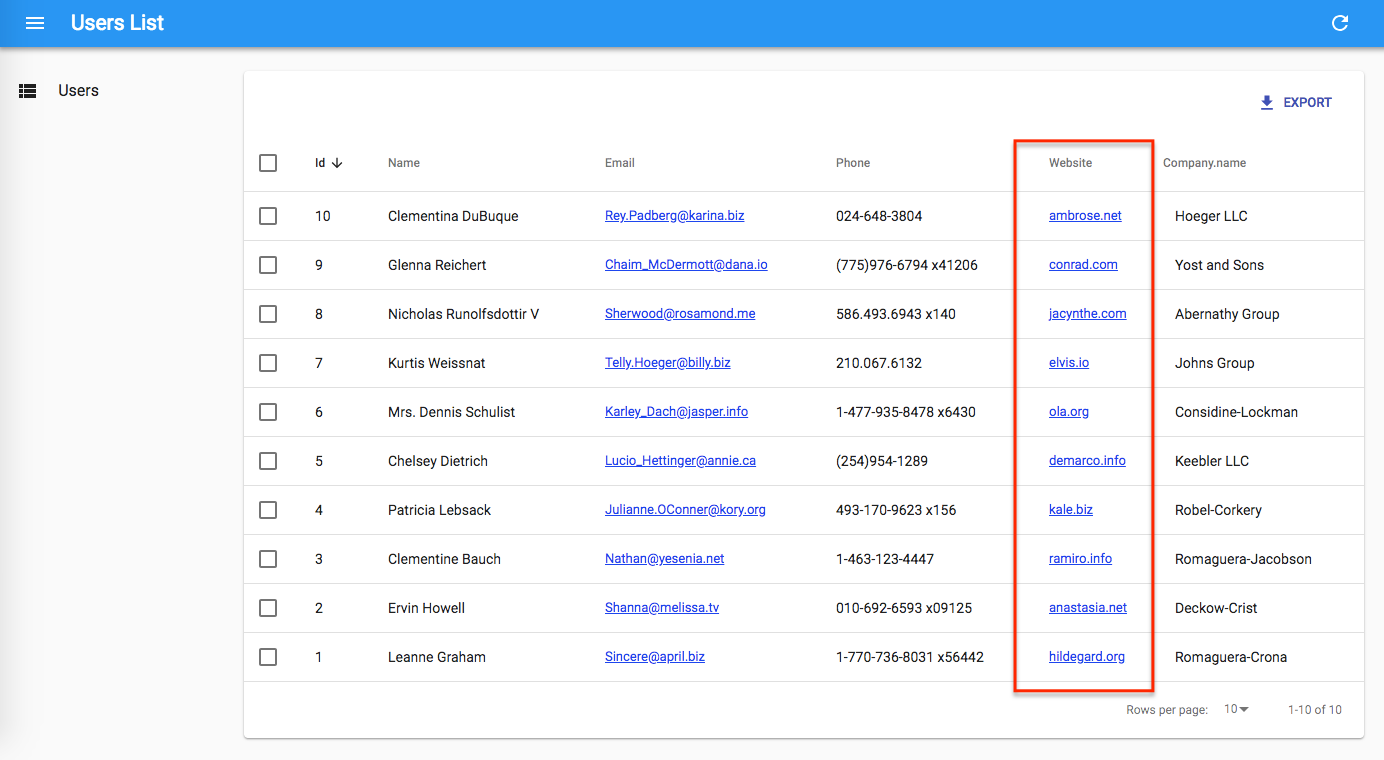 Users List
Users
EXPORT
Id Name Email Phone Website Company.name
10 Clementina DuBuque Rey.Padberg@karina.biz 024-648-3804 ambrose.net Hoeger LLC
9 Glenna Reichert Chaim_McDermott@dana.io (775)976-6794 x41206 conrad.com Yost and Sons
8 Nicholas Runolfsdottir V Sherwood@rosamond.me 586.493.6943 x140 jacynthe.com Abernathy Group
7 Kurtis Weissnat Telly.Hoeger@billy.biz 210.067.6132 elvis.io Johns Group
6 Mrs. Dennis Schulist Karley_Dach@jasper.info 1-477-935-8478 x6430 ola.org Considine-Lockman
5 Chelsey Dietrich Lucio_Hettinger@annie.ca (254)954-1289 demarco.info Keebler LLC
4 Patricia Lebsack Julianne.OConner@kory.org 493-170-9623 x156 kale.biz Robel-Corkery
3 Clementine Bauch Nathan@yesenia.net 1-463-123-4447 ramiro.info Romaguera-Jacobson
2 Ervin Howell Shanna@melissa.tv 010-692-6593 x09125 anastasia.net Deckow-Crist
1 Leanne Graham Sincere@april.biz 1-770-736-8031 x56442 hildegard.org Romaguera-Crona
Rows per page: 10 1-10 of 10